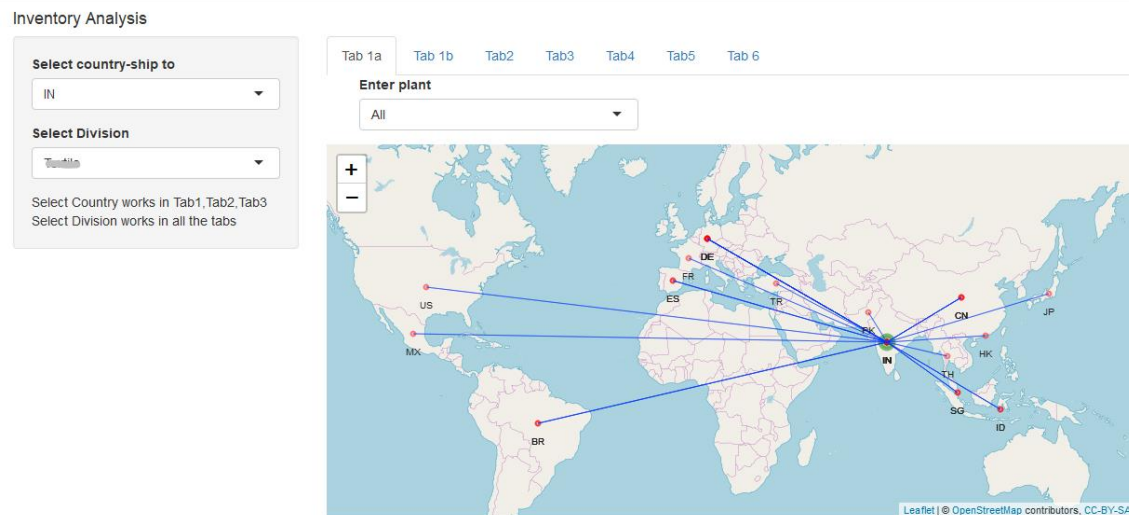 Inventory Analysis
Select country-ship to
IN
Select Division
Select Country works in Tab1,Tab2,Tab3
Select Division works in all the tabs
Tab 1a Tab 1b Tab2 Tab3 Tab4 Tab5 Tab 6
Enter plant
All
+
−
DE
FR
ES
TR
US
CN
JP
PK
MX
IN
HK
TH
SG
ID
BR
Leaflet | © OpenStreetMap contributors, CC-BY-SA